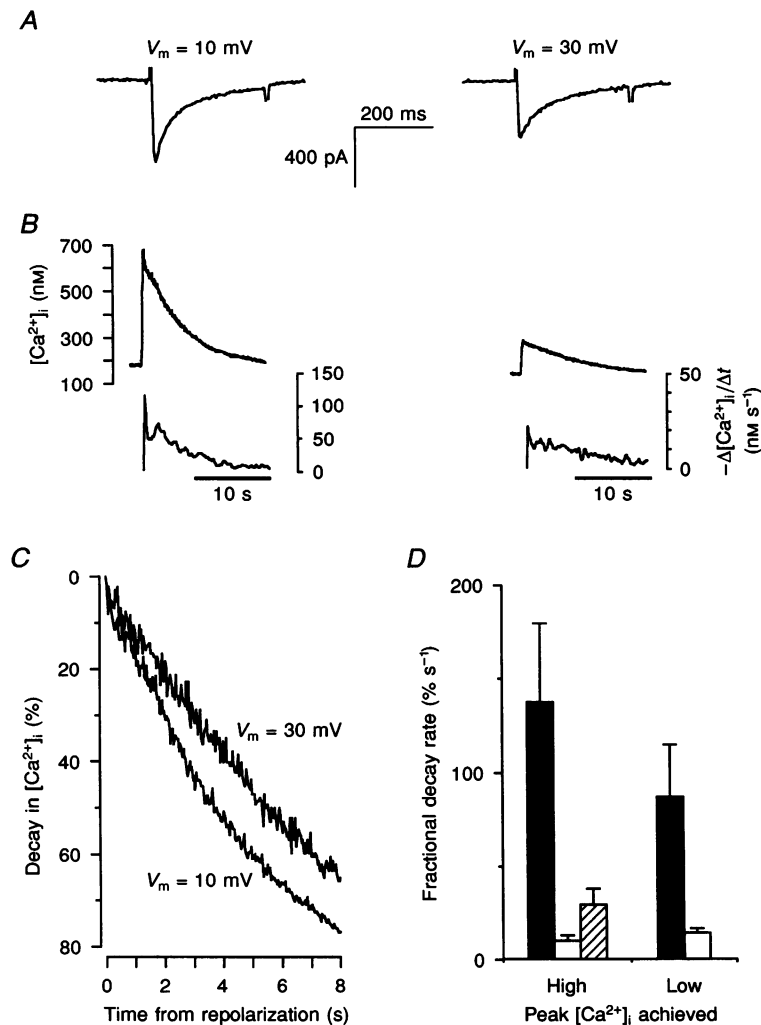 A
Vm = 10 mV
Vm = 30 mV
200 ms
400 pA
B
[Ca2+]i (nM)
700
500
300
100
150
100
50
0
10 s
50
0
−Δ[Ca2+]i/Δt
(nM s−1)
10 s
C
Decay in [Ca2+]i (%)
0
20
40
60
80
Vm = 30 mV
Vm = 10 mV
0
2
4
6
8
Time from repolarization (s)
D
Fractional decay rate (% s−1)
200
100
0
High
Low
Peak [Ca2+]i achieved